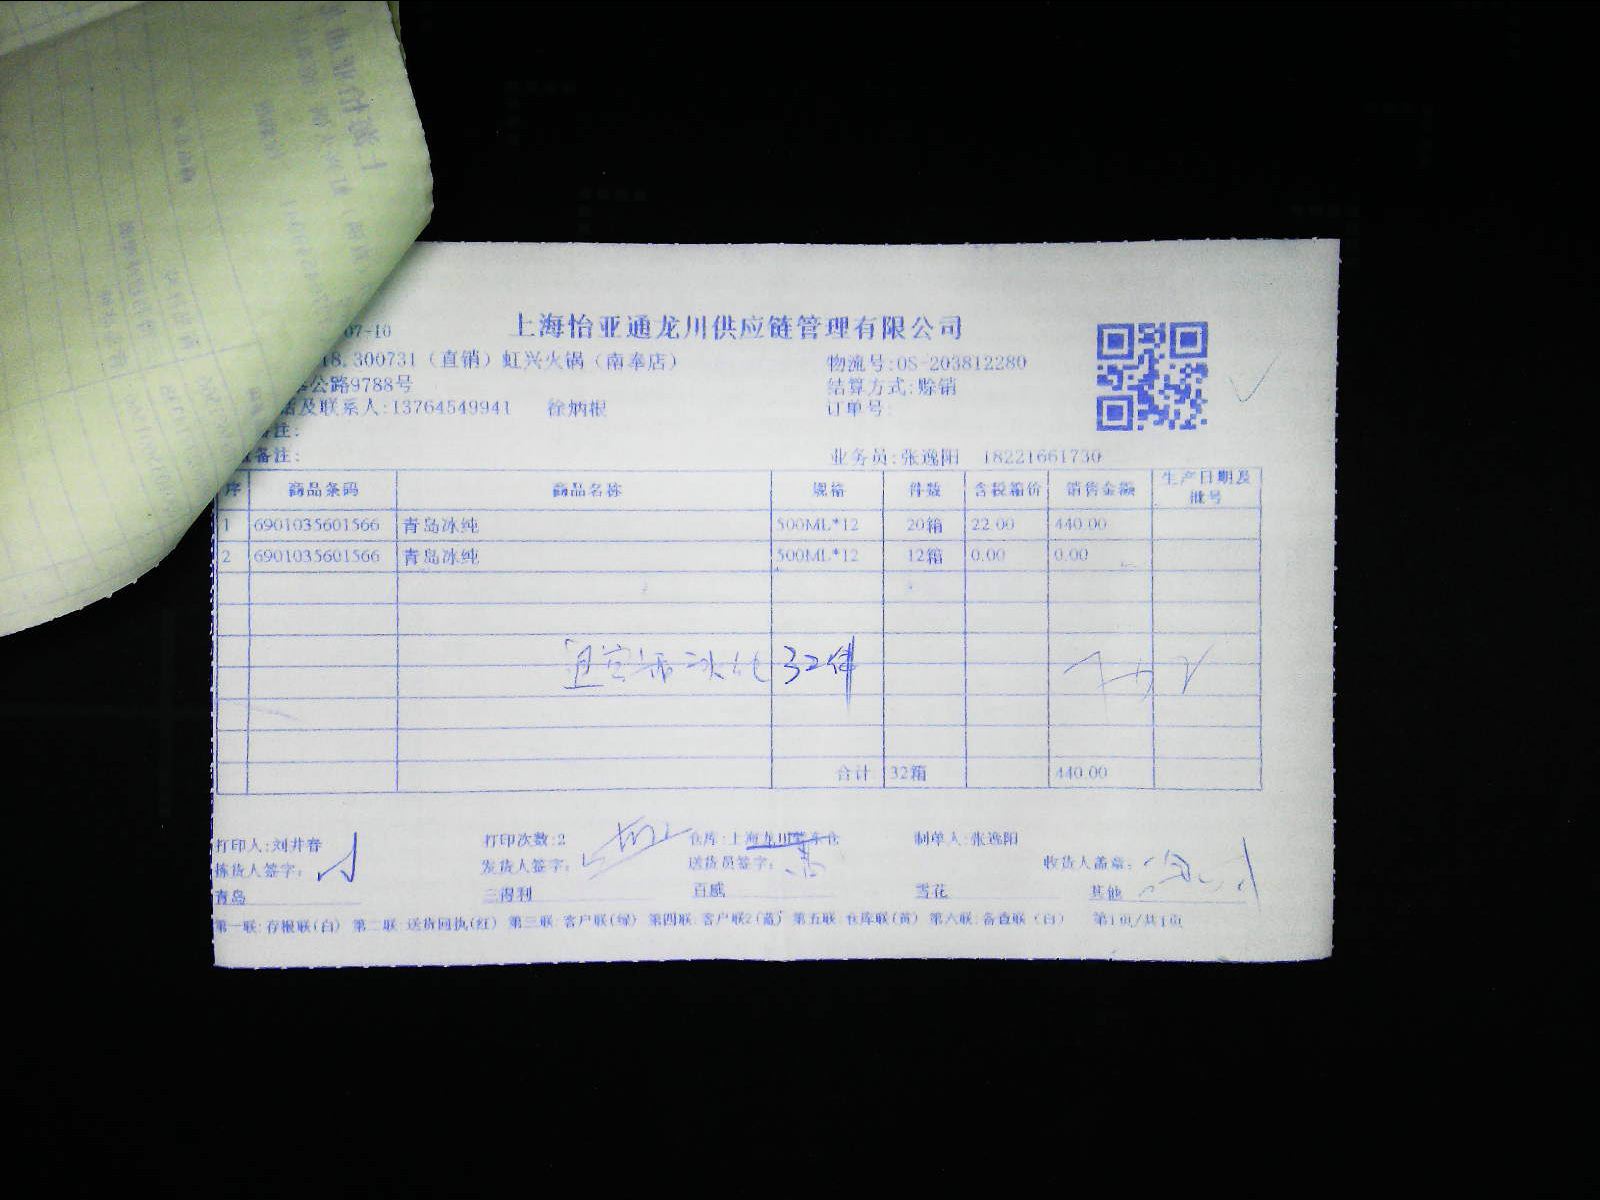 07-10
上海怡亚通龙川供应链管理有限公司
18.300731（直销）虹兴火锅（南奉店）
物流号:OS-203812280
公路9788号
结算方式:赊销
话及联系人:13764549941 徐炳根
订单号:
备注:
备注:
业务员:张逸阳 18221661730
序 商品条码 商品名称 规格 件数 含税箱价 销售金额 生产日期及批号
1 6901035601566 青岛冰纯 500ML*12 20箱 22.00 440.00
2 6901035601566 青岛冰纯 500ML*12 12箱 0.00 0.00
冰纯 32件
合计 32箱 440.00
打印人:刘井春 打印次数:2 仓库:上海龙川 仓 制单人:张逸阳
拣货人签字: 发货人签字: 送货员签字: 收货人盖章:
青岛 三得利 百威 雪花 其他
第一联:存根联(白) 第二联:送货回执(红) 第三联:客户联(绿) 第四联:客户联2(蓝) 第五联:仓库联(黄) 第六联:备查联(白) 第1页/共1页